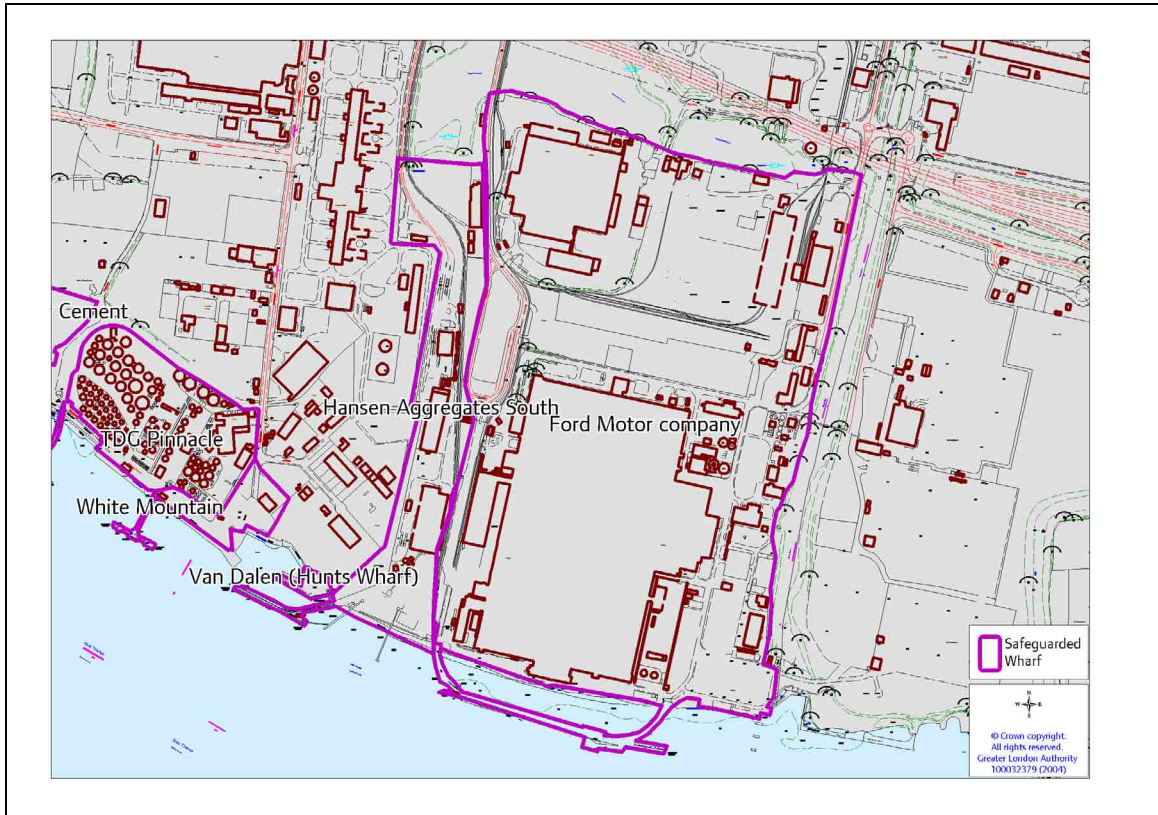 Cement
TDG Pinnacle
White Mountain
Van Dalen (Hunts Wharf)
Hansen Aggregates South
Ford Motor company
Safeguarded
Wharf
N
W E
S
© Crown copyright.
All rights reserved.
Greater London Authority
100032379 (2004)